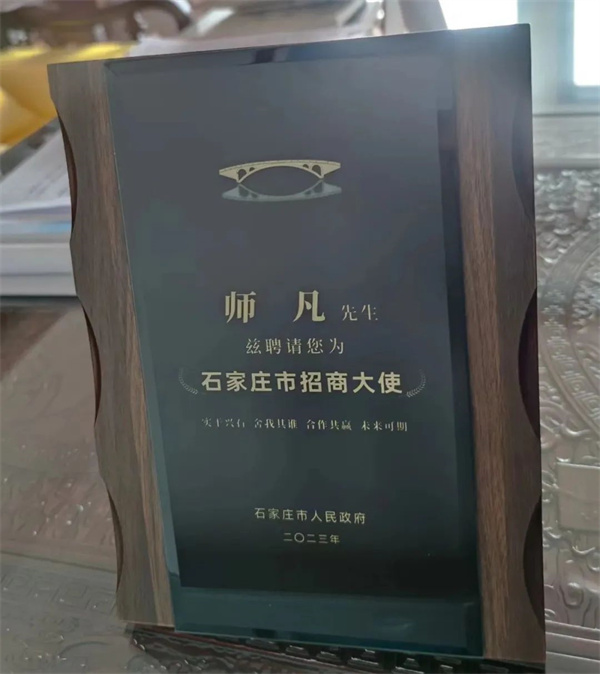 师 凡 先生
兹聘请您为
石家庄市招商大使
实干兴石 舍我其谁 合作共赢 未来可期
石家庄市人民政府
二〇二三年